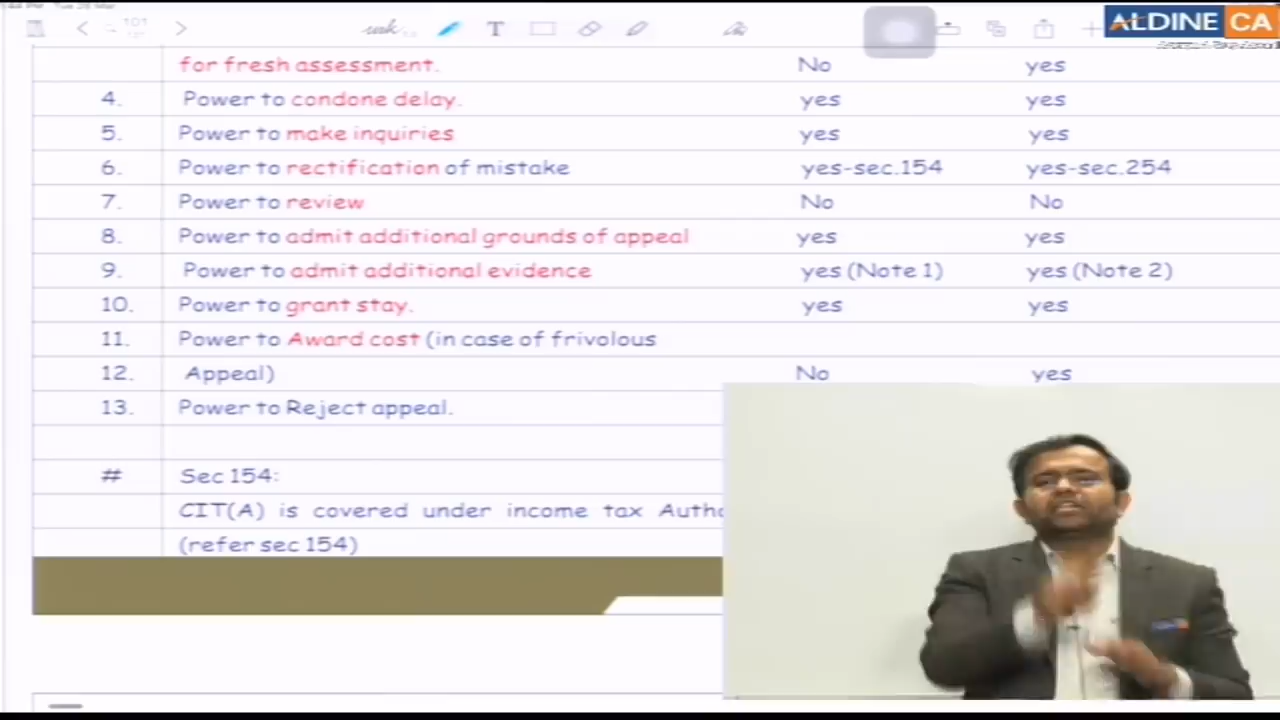 101
ALDINE CA
for fresh assessment. No yes
4. Power to condone delay. yes yes
5. Power to make inquiries yes yes
6. Power to rectification of mistake yes-sec.154 yes-sec.254
7. Power to review No No
8. Power to admit additional grounds of appeal yes yes
9. Power to admit additional evidence yes (Note 1) yes (Note 2)
10. Power to grant stay. yes yes
11. Power to Award cost (in case of frivolous
12. Appeal) No yes
13. Power to Reject appeal.
# Sec 154:
CIT(A) is covered under income tax
(refer sec 154)